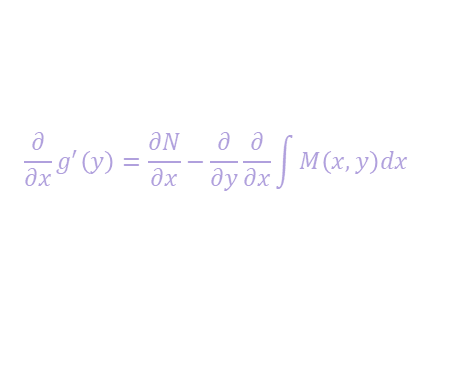 ∂/∂x g′(y) = ∂N/∂x − ∂/∂y ∂/∂x ∫ M(x, y)dx